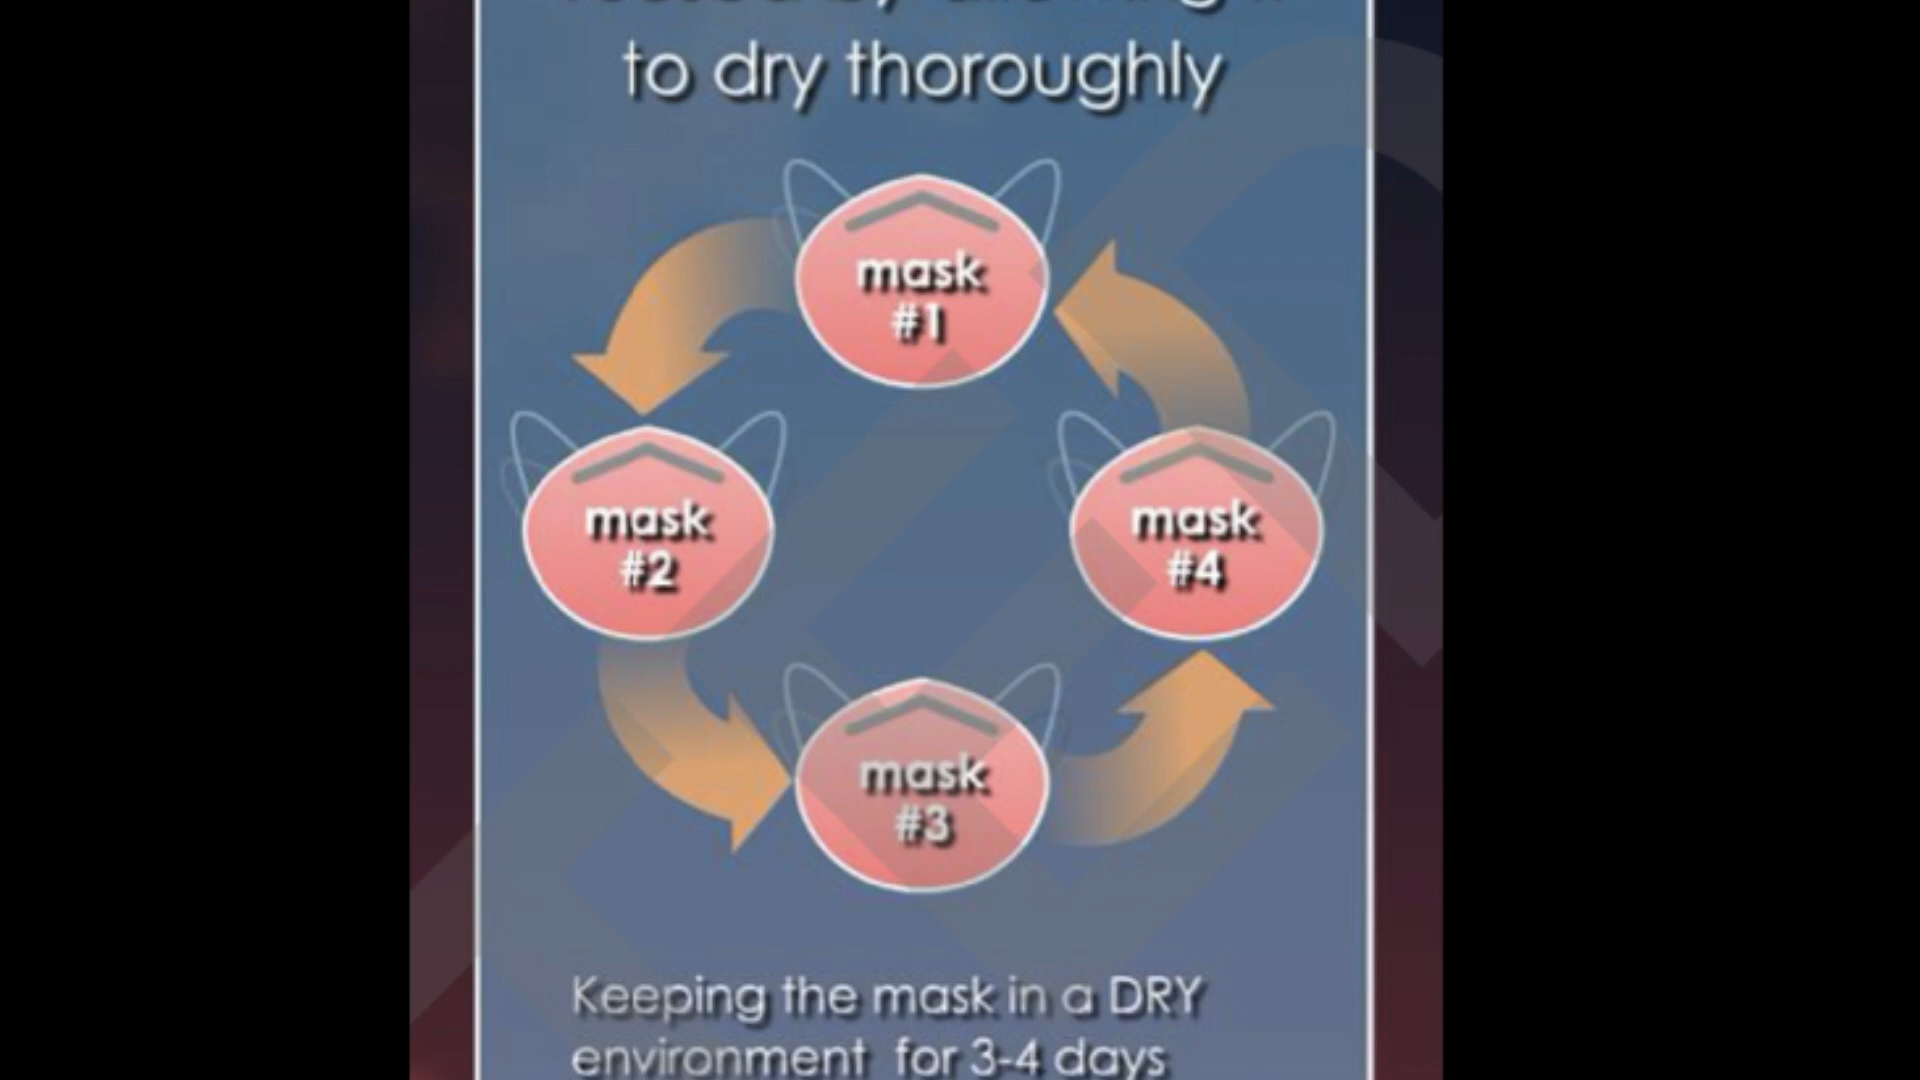 to dry thoroughly
mask
#1
mask
#2
mask
#4
mask
#3
Keeping the mask in a DRY
environment for 3-4 days